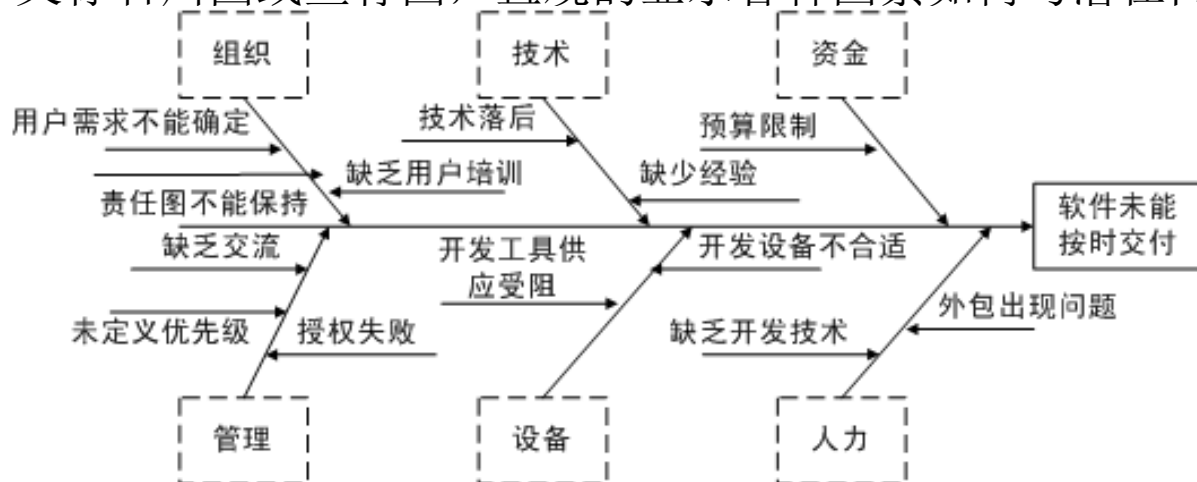 组织
技术
资金
用户需求不能确定
技术落后
预算限制
缺乏用户培训
缺少经验
责任图不能保持
软件未能
按时交付
缺乏交流
开发工具供
应受阻
开发设备不合适
外包出现问题
未定义优先级
授权失败
缺乏开发技术
管理
设备
人力